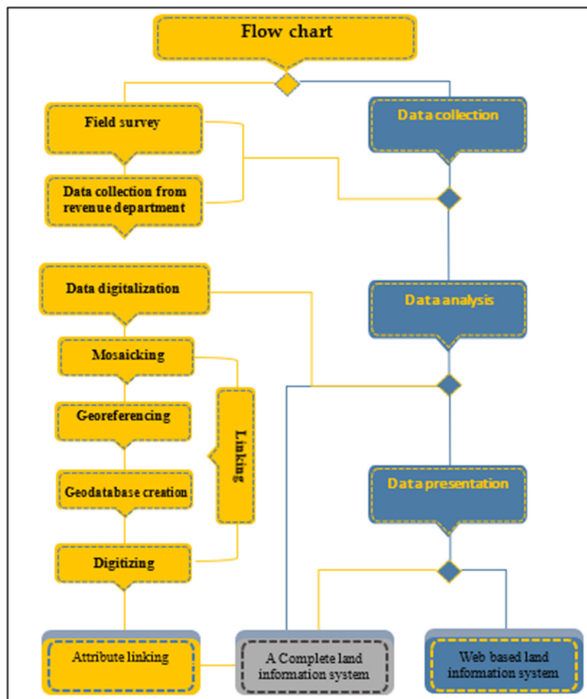 Flow chart
Field survey
Data collection from
revenue department
Data collection
Data digitalization
Data analysis
Mosaicking
Georeferencing
Linking
Geodatabase creation
Digitizing
Data presentation
Attribute linking
A Complete land
information system
Web based land
information system